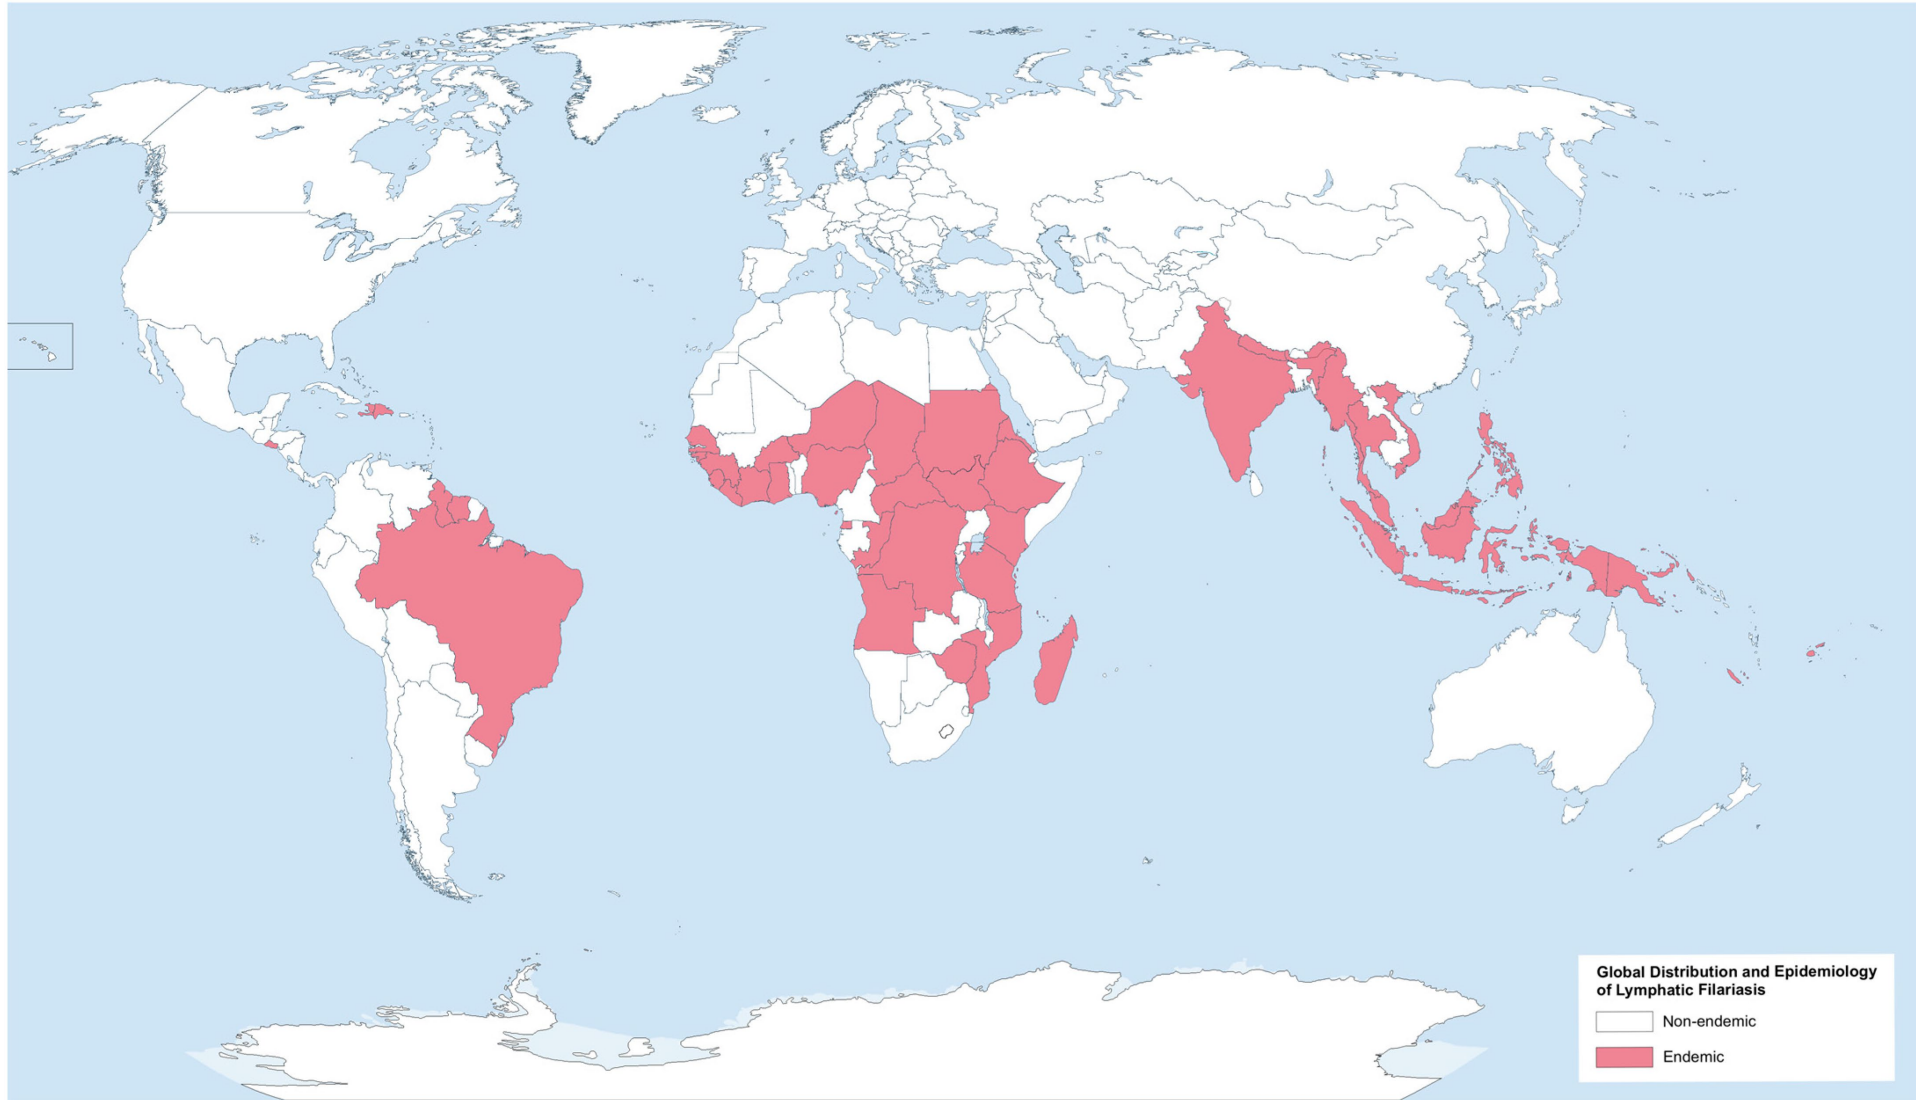 Global Distribution and Epidemiology
of Lymphatic Filariasis
Non-endemic
Endemic